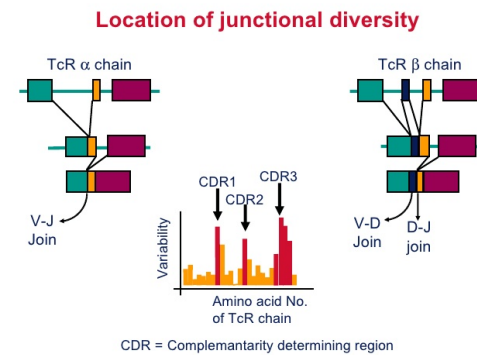 Location of junctional diversity
TcR α chain
TcR β chain
V-J
Join
CDR1
CDR2
CDR3
Variability
Amino acid No.
of TcR chain
V-D
Join
D-J
join
CDR = Complemantarity determining region